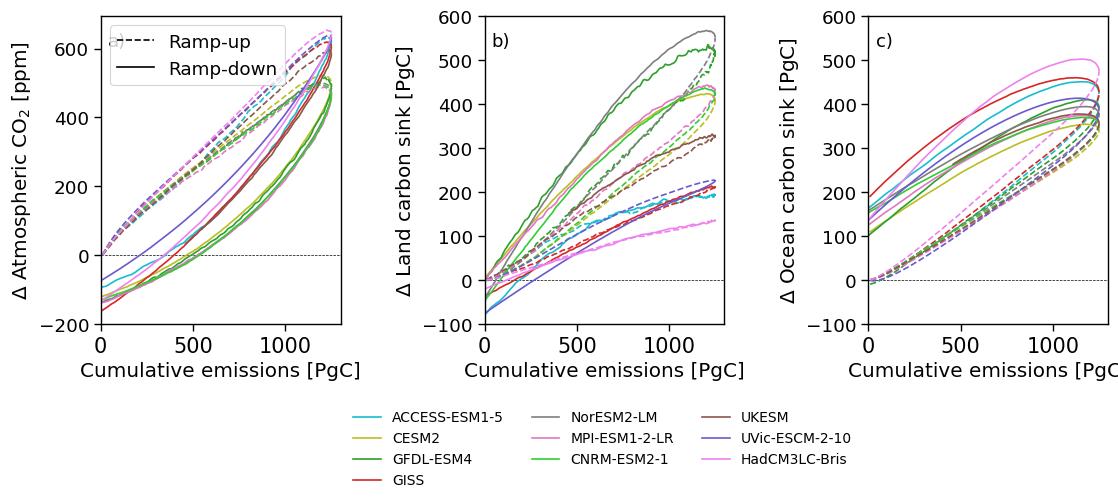 a)
Ramp-up
Ramp-down
b)
c)
Δ Atmospheric CO₂ [ppm]
600
400
200
0
−200
0 500 1000
Cumulative emissions [PgC]
Δ Land carbon sink [PgC]
600
500
400
300
200
100
0
−100
0 500 1000
Cumulative emissions [PgC]
Δ Ocean carbon sink [PgC]
600
500
400
300
200
100
0
−100
0 500 1000
Cumulative emissions [PgC
ACCESS-ESM1-5
CESM2
GFDL-ESM4
GISS
NorESM2-LM
MPI-ESM1-2-LR
CNRM-ESM2-1
UKESM
UVic-ESCM-2-10
HadCM3LC-Bris